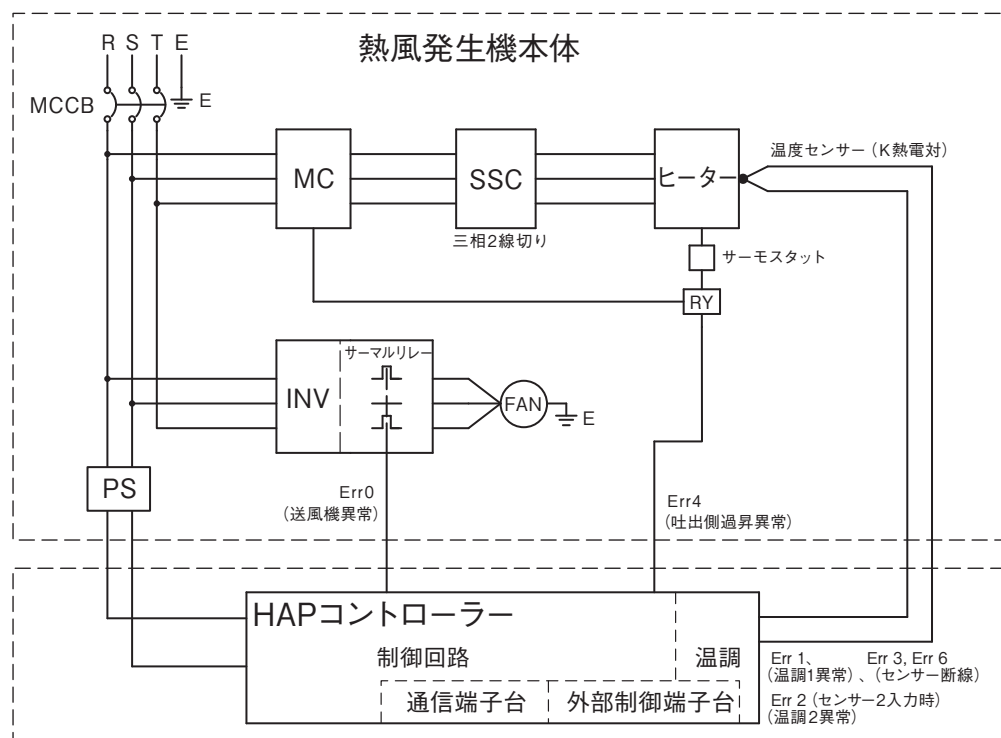 熱風発生機本体
R S T E
MCCB
E
MC
SSC
三相2線切り
ヒーター
温度センサー（K熱電対）
サーモスタット
RY
INV
サーマルリレー
FAN
E
PS
Err0
（送風機異常）
Err4
（吐出側過昇異常）
HAPコントローラー
制御回路
温調
通信端子台
外部制御端子台
Err 1、 Err 3, Err 6
（温調1異常）、（センサー断線）
Err 2（センサー2入力時）
（温調2異常）